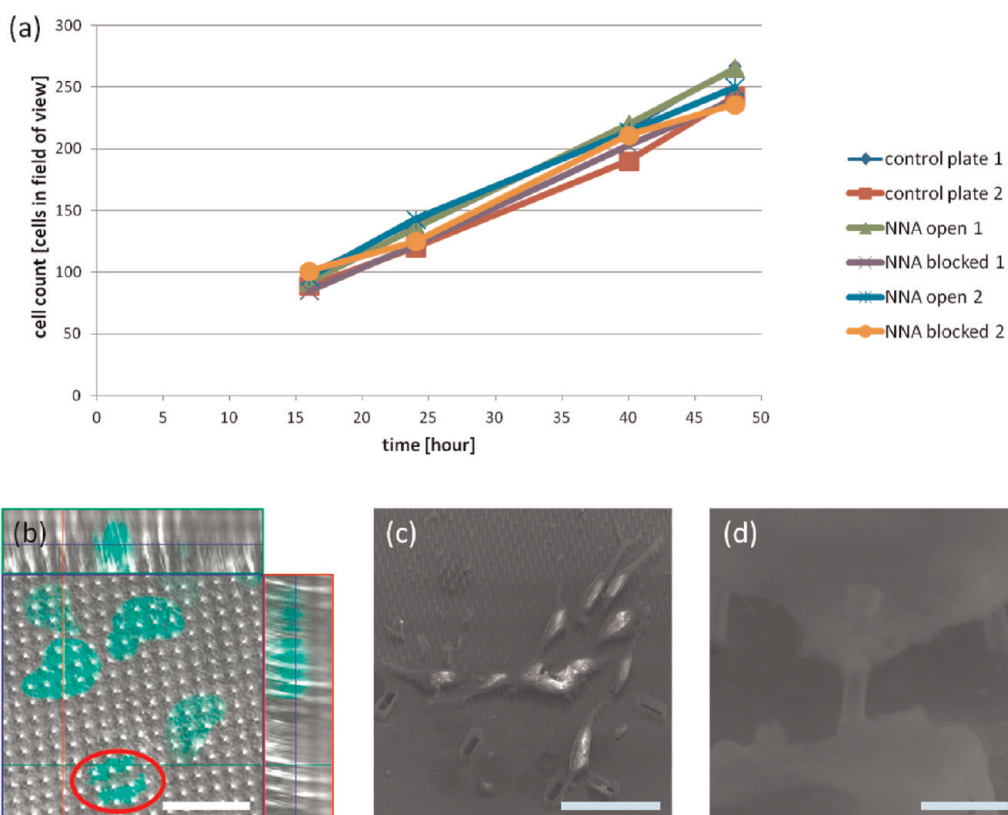 (a)
cell count [cells in field of view]
300
250
200
150
100
50
0
0 5 10 15 20 25 30 35 40 45 50
time [hour]
control plate 1
control plate 2
NNA open 1
NNA blocked 1
NNA open 2
NNA blocked 2
(b)
(c)
(d)